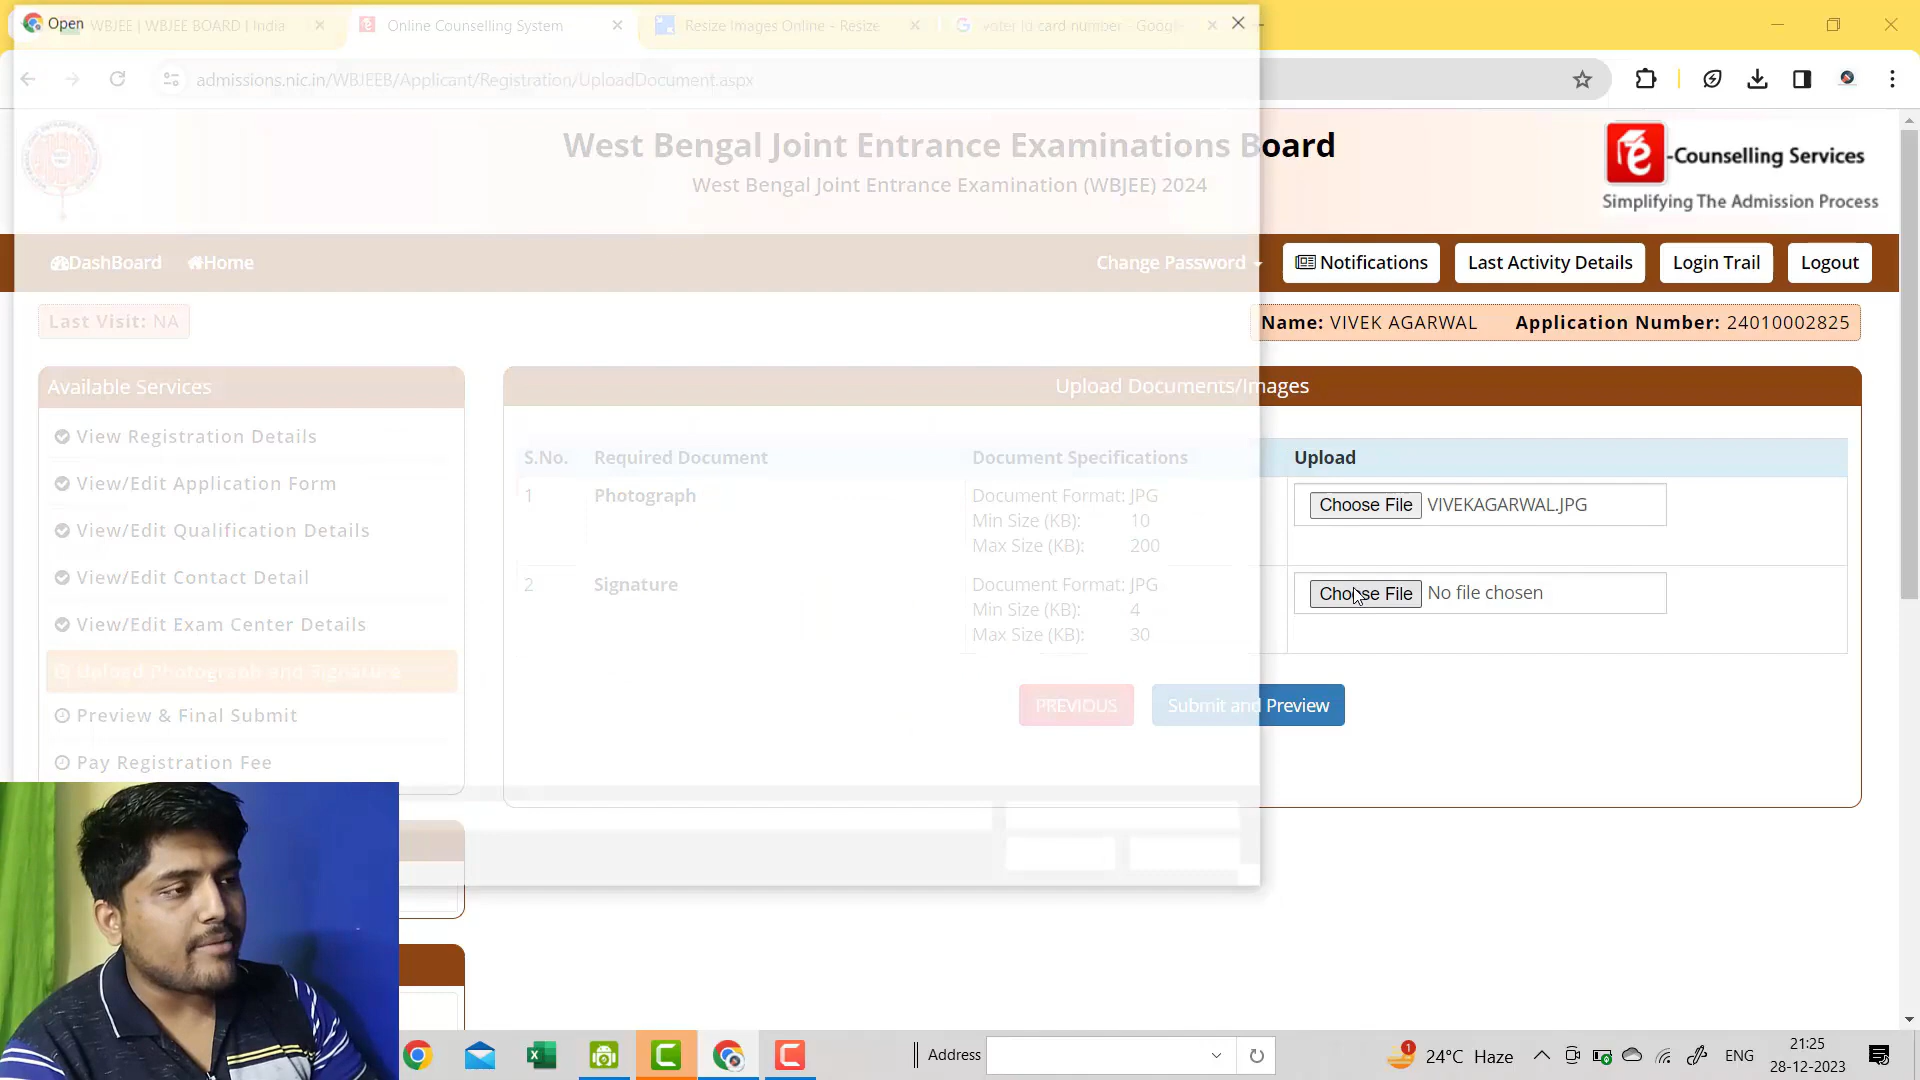 Open
WBJEE | WBJEE BOARD | India
Online Counselling System
Resize Images Online - Resize
voter id card number - Google
admissions.nic.in/WBJEEB/Applicant/Registration/UploadDocument.aspx
West Bengal Joint Entrance Examinations Board
West Bengal Joint Entrance Examination (WBJEE) 2024
e-Counselling Services
Simplifying The Admission Process
DashBoard
Home
Change Password
Notifications
Last Activity Details
Login Trail
Logout
Last Visit: NA
Name: VIVEK AGARWAL
Application Number: 24010002825
Available Services
View Registration Details
View/Edit Application Form
View/Edit Qualification Details
View/Edit Contact Detail
View/Edit Exam Center Details
Upload Photograph and Signature
Preview & Final Submit
Pay Registration Fee
Upload Documents/Images
S.No. Required Document Document Specifications Upload
1 Photograph Document Format: JPG
Min Size (KB): 10
Max Size (KB): 200
Choose File VIVEKAGARWAL.JPG
2 Signature Document Format: JPG
Min Size (KB): 4
Max Size (KB): 30
Choose File No file chosen
PREVIOUS
Submit and Preview
Address
1
24°C Haze
ENG
21:25
28-12-2023